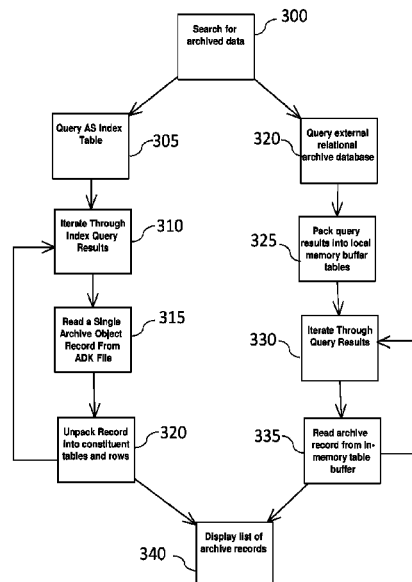 Search for
archived data
300
Query AS Index
Table
305
Query external
relational
archive database
320
Iterate Through
Index Query
Results
310
Pack query
results into local
memory buffer
tables
325
Read a Single
Archive Object
Record From
ADK File
315
Iterate Through
Query Results
330
Unpack Record
into constituent
tables and rows
320
Read archive
record from in-
memory table
buffer
335
Display list of
archive records
340